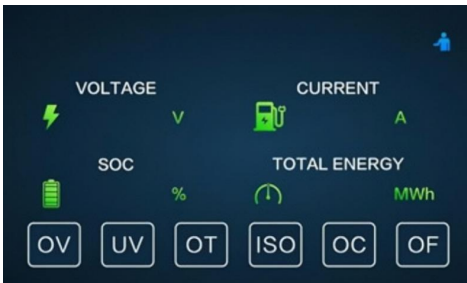 VOLTAGE CURRENT
V A
SOC TOTAL ENERGY
% MWh
OV UV OT ISO OC OF